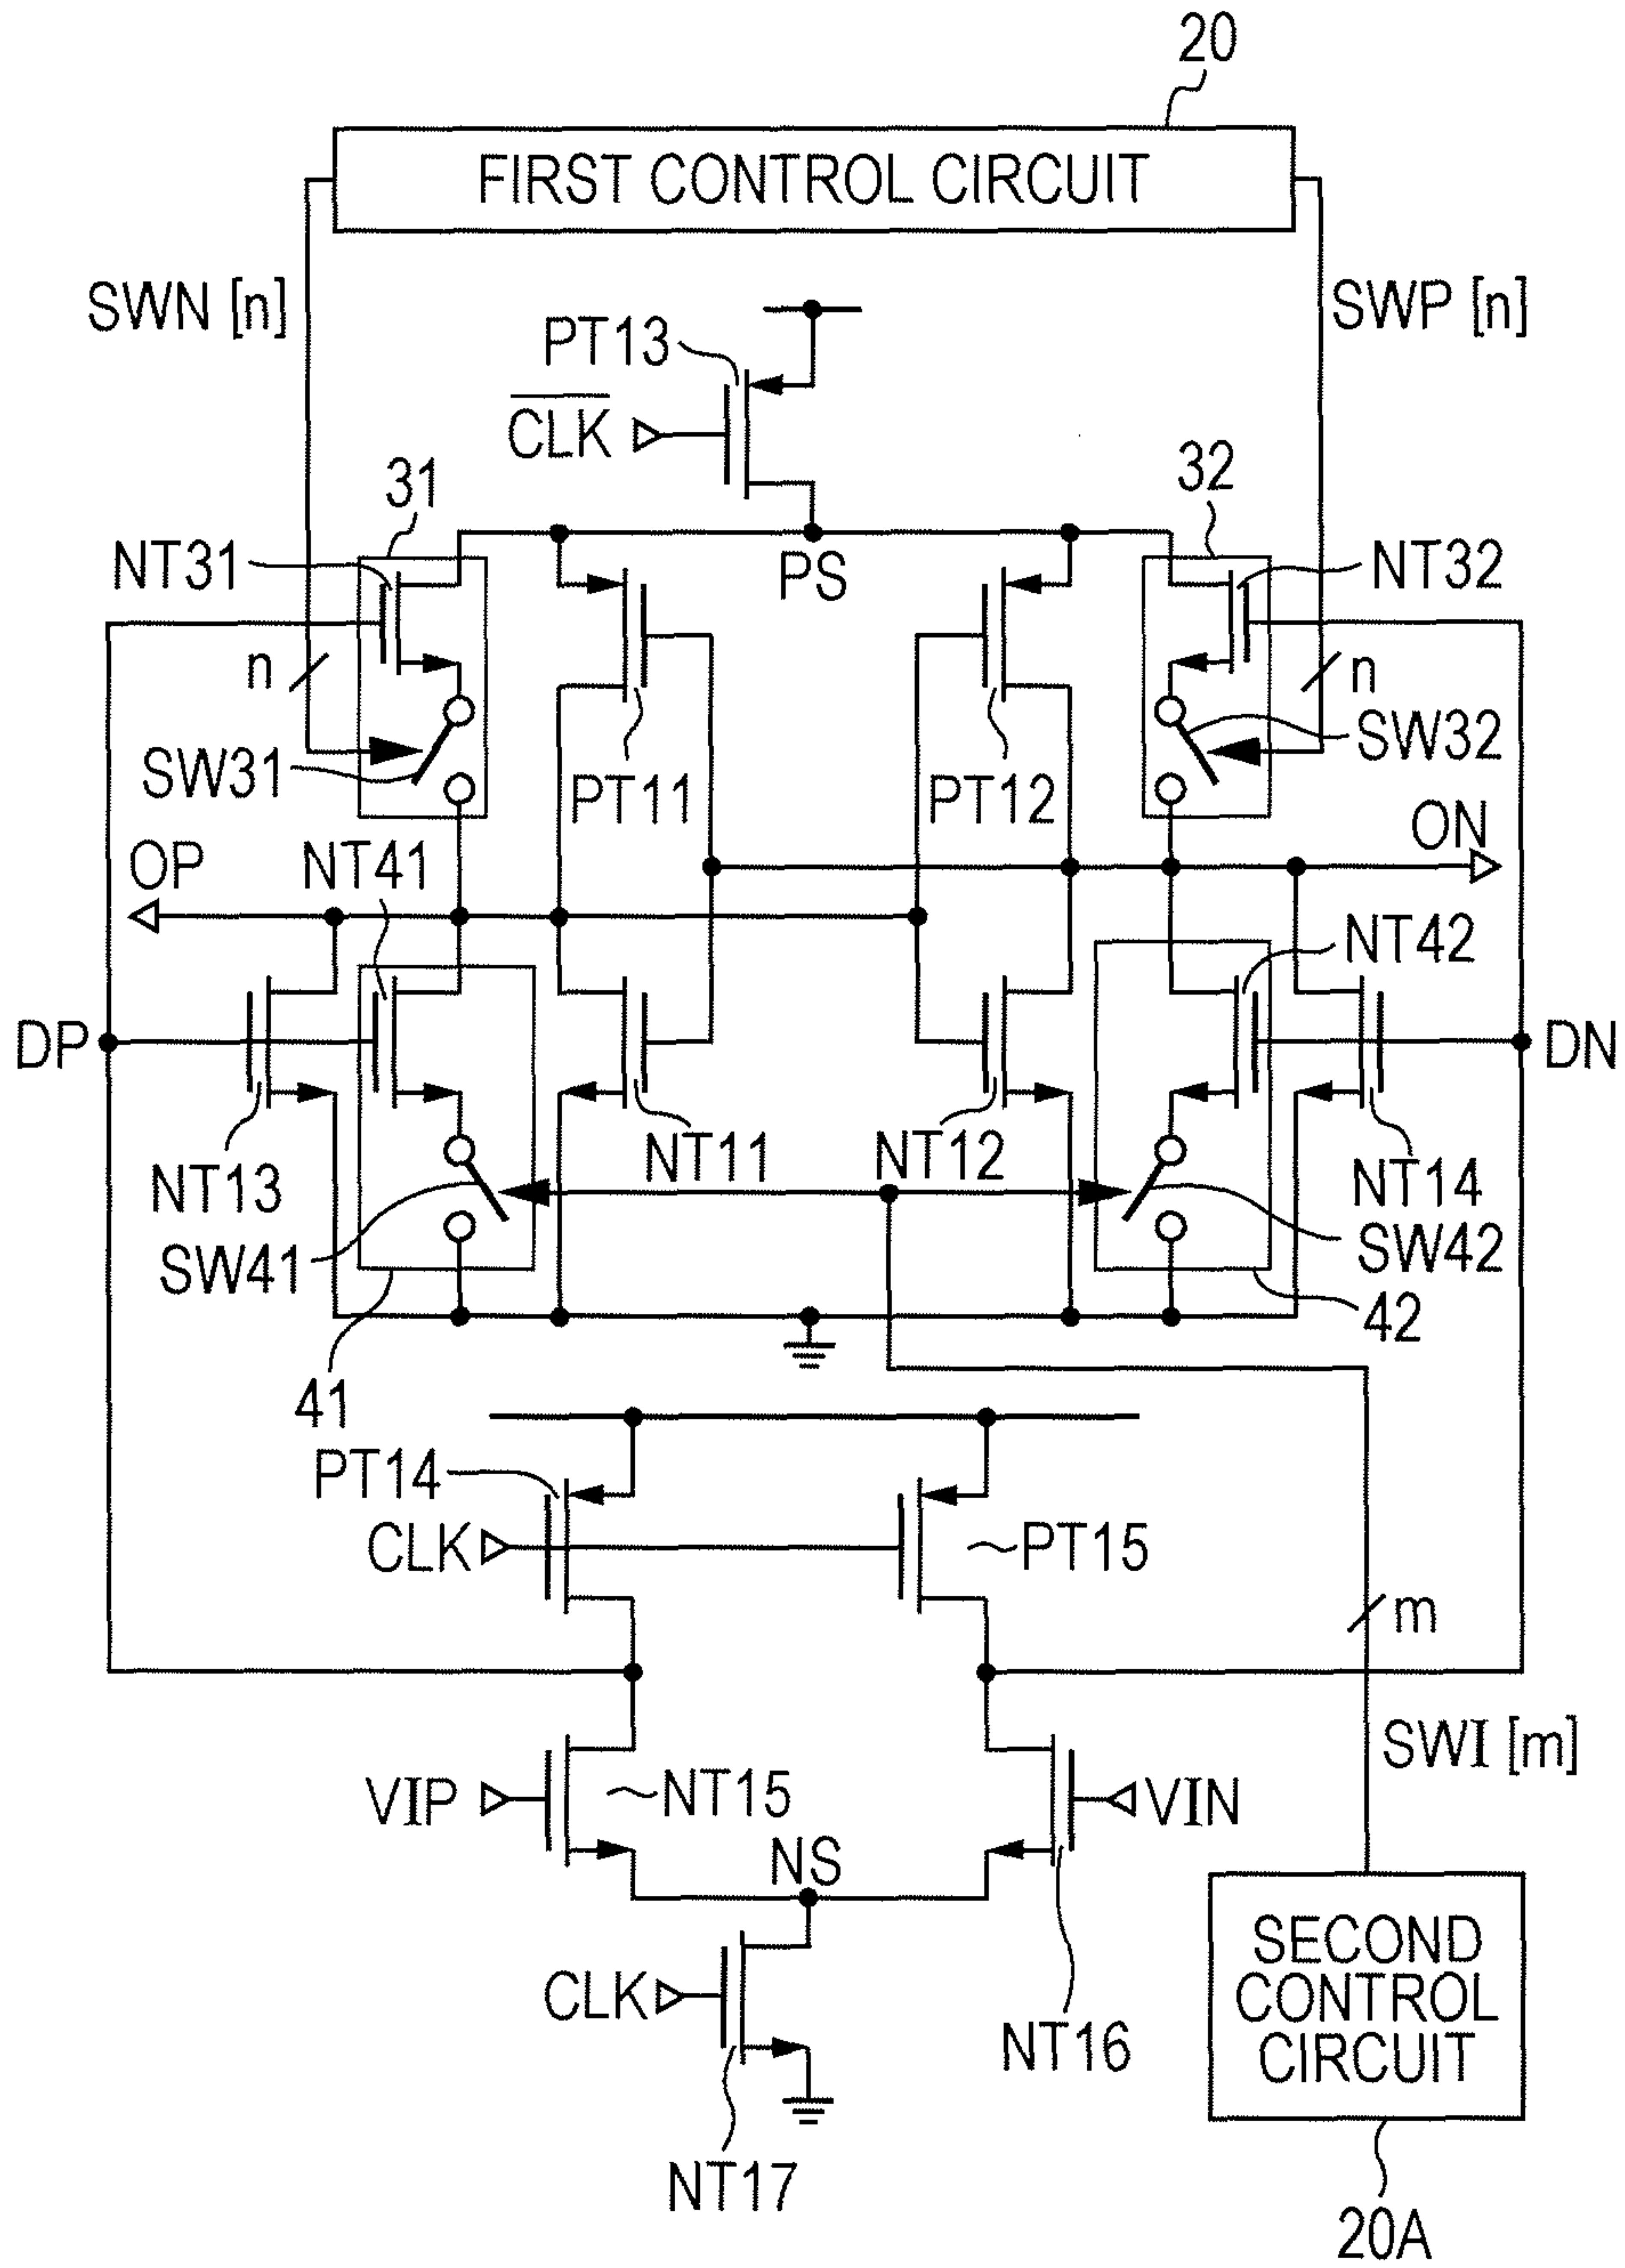 20
FIRST CONTROL CIRCUIT
SWN [n]
SWP [n]
PT13
CLK
31
32
NT31
PS
NT32
n
n
SW31
PT11
PT12
SW32
OP
NT41
ON
NT42
DP
DN
NT13
NT11
NT12
NT14
SW41
SW42
41
42
PT14
CLK
PT15
m
SWI [m]
VIP
NT15
VIN
NS
CLK
NT16
SECOND
CONTROL
CIRCUIT
NT17
20A